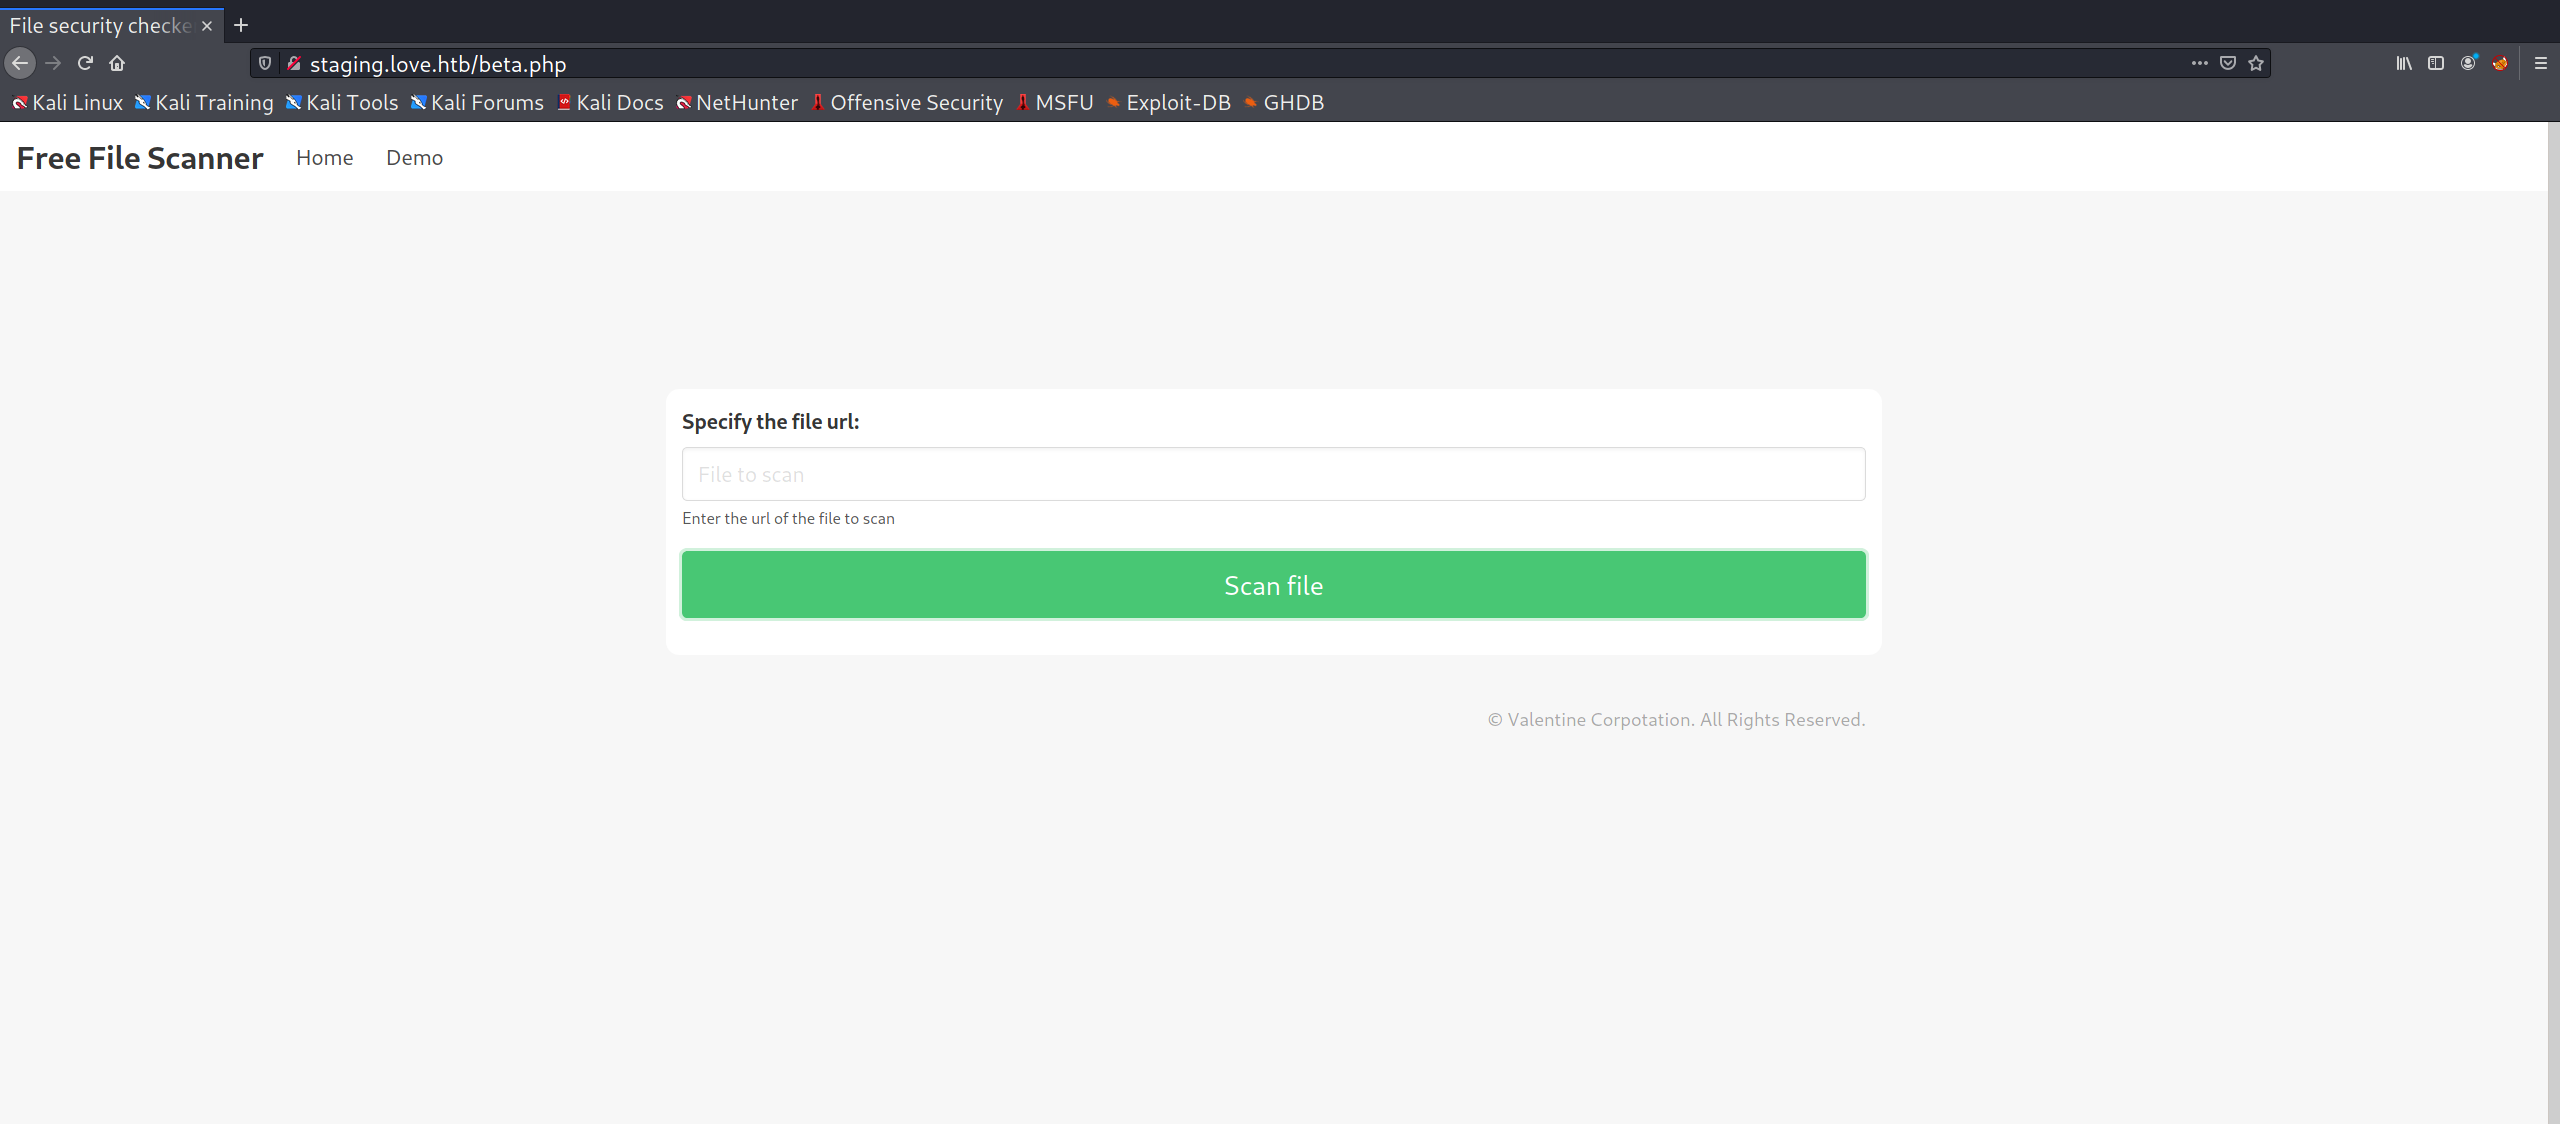 File security checke
staging.love.htb/beta.php
Kali Linux Kali Training Kali Tools Kali Forums Kali Docs NetHunter Offensive Security MSFU Exploit-DB GHDB
Free File Scanner Home Demo
Specify the file url:
File to scan
Enter the url of the file to scan
Scan file
© Valentine Corpotation. All Rights Reserved.